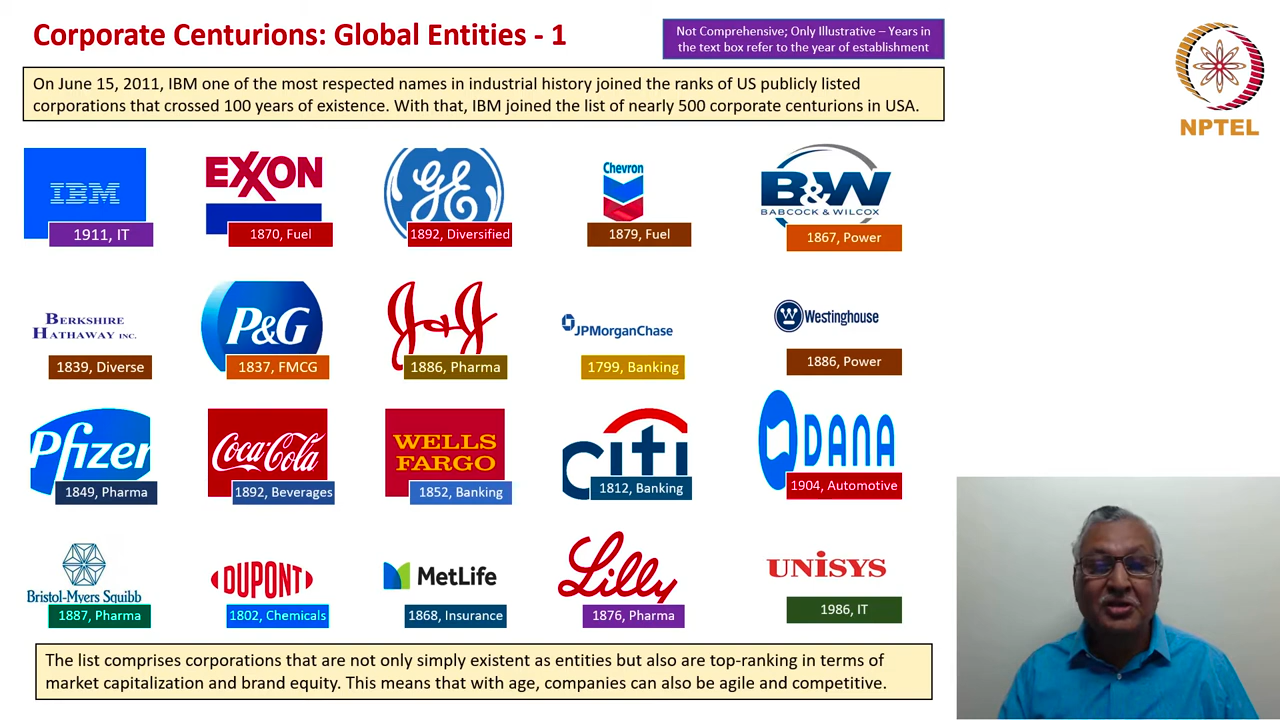 Corporate Centurions: Global Entities - 1
Not Comprehensive; Only Illustrative – Years in
the text box refer to the year of establishment
NPTEL
On June 15, 2011, IBM one of the most respected names in industrial history joined the ranks of US publicly listed
corporations that crossed 100 years of existence. With that, IBM joined the list of nearly 500 corporate centurions in USA.
IBM
1911, IT
EXXON
1870, Fuel
GE
1892, Diversified
Chevron
1879, Fuel
B&W
BABCOCK & WILCOX
1867, Power
BERKSHIRE
HATHAWAY INC.
1839, Diverse
P&G
1837, FMCG
J&J
1886, Pharma
JPMorganChase
1799, Banking
W Westinghouse
1886, Power
Pfizer
1849, Pharma
Coca-Cola
1892, Beverages
WELLS
FARGO
1852, Banking
citi
1812, Banking
DANA
1904, Automotive
Bristol-Myers Squibb
1887, Pharma
DUPONT
1802, Chemicals
MetLife
1868, Insurance
Lilly
1876, Pharma
UNiSYS
1986, IT
The list comprises corporations that are not only simply existent as entities but also are top-ranking in terms of
market capitalization and brand equity. This means that with age, companies can also be agile and competitive.